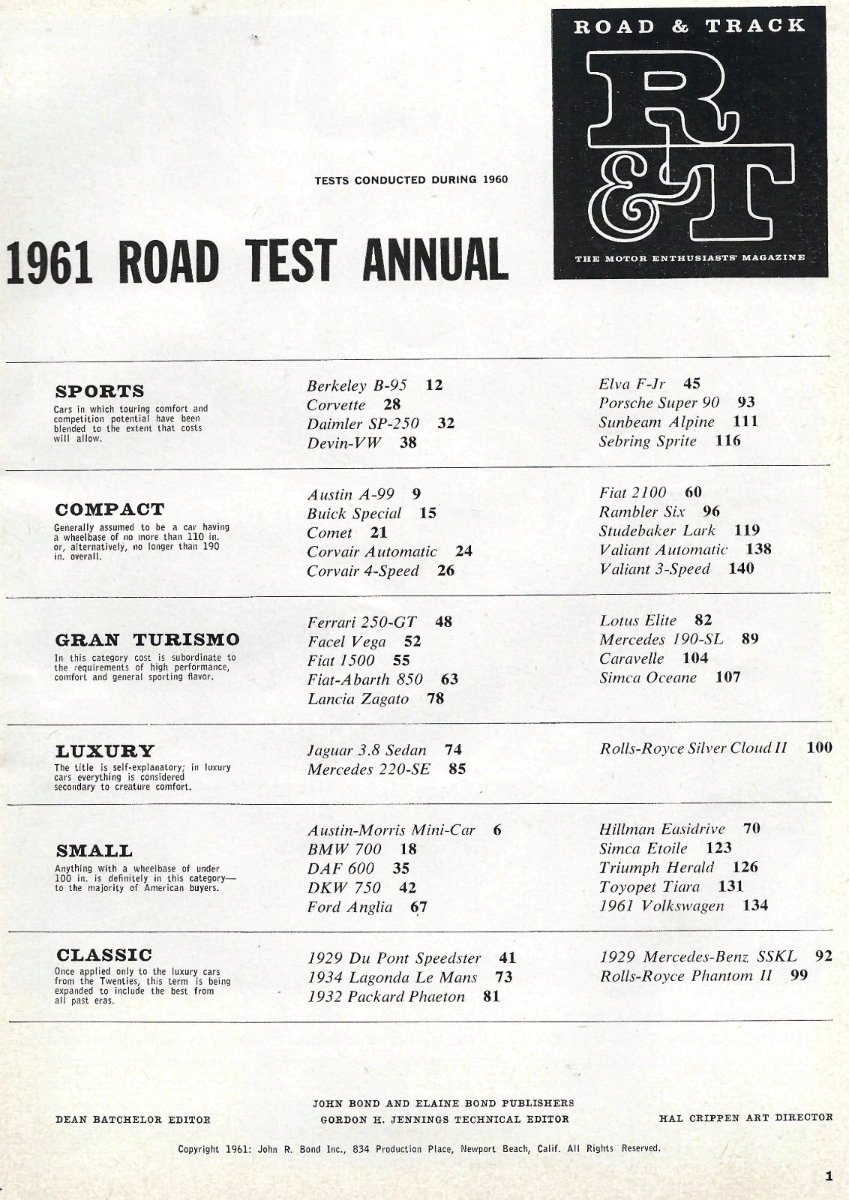 ROAD & TRACK
R
&T
THE MOTOR ENTHUSIASTS' MAGAZINE
TESTS CONDUCTED DURING 1960
1961 ROAD TEST ANNUAL
SPORTS
Cars in which touring comfort and
competition potential have been
blended to the extent that costs
will allow.
Berkeley B-95 12
Corvette 28
Daimler SP-250 32
Devin-VW 38
Elva F-Jr 45
Porsche Super 90 93
Sunbeam Alpine 111
Sebring Sprite 116
COMPACT
Generally assumed to be a car having
a wheelbase of no more than 110 in.
or, alternatively, no longer than 190
in. overall.
Austin A-99 9
Buick Special 15
Comet 21
Corvair Automatic 24
Corvair 4-Speed 26
Fiat 2100 60
Rambler Six 96
Studebaker Lark 119
Valiant Automatic 138
Valiant 3-Speed 140
GRAN TURISMO
In this category cost is subordinate to
the requirements of high performance,
comfort and general sporting flavor.
Ferrari 250-GT 48
Facel Vega 52
Fiat 1500 55
Fiat-Abarth 850 63
Lancia Zagato 78
Lotus Elite 82
Mercedes 190-SL 89
Caravelle 104
Simca Oceane 107
LUXURY
The title is self-explanatory; in luxury
cars everything is considered
secondary to creature comfort.
Jaguar 3.8 Sedan 74
Mercedes 220-SE 85
Rolls-Royce Silver Cloud II 100
SMALL
Anything with a wheelbase of under
100 in. is definitely in this category—
to the majority of American buyers.
Austin-Morris Mini-Car 6
BMW 700 18
DAF 600 35
DKW 750 42
Ford Anglia 67
Hillman Easidrive 70
Simca Etoile 123
Triumph Herald 126
Toyopet Tiara 131
1961 Volkswagen 134
CLASSIC
Once applied only to the luxury cars
from the Twenties, this term is being
expanded to include the best from
all past eras.
1929 Du Pont Speedster 41
1934 Lagonda Le Mans 73
1932 Packard Phaeton 81
1929 Mercedes-Benz SSKL 92
Rolls-Royce Phantom II 99
JOHN BOND AND ELAINE BOND PUBLISHERS
DEAN BATCHELOR EDITOR
GORDON H. JENNINGS TECHNICAL EDITOR
HAL CRIPPEN ART DIRECTOR
Copyright 1961: John R. Bond Inc., 834 Production Place, Newport Beach, Calif. All Rights Reserved.
1